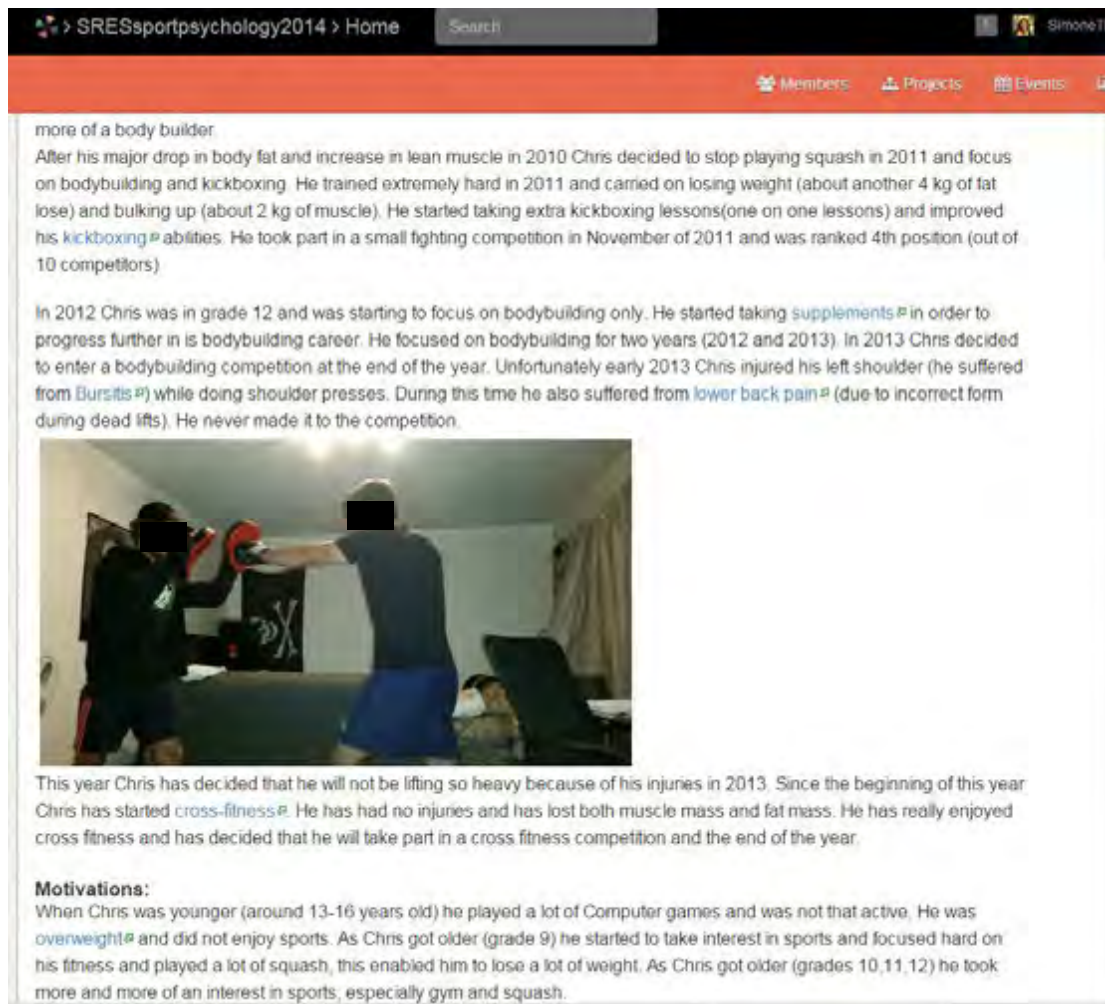 > SRESsportpsychology2014 > Home
Search
Members
Projects
Events
more of a body builder
After his major drop in body fat and increase in lean muscle in 2010 Chris decided to stop playing squash in 2011 and focus
on bodybuilding and kickboxing. He trained extremely hard in 2011 and carried on losing weight (about another 4 kg of fat
lose) and bulking up (about 2 kg of muscle). He started taking extra kickboxing lessons(one on one lessons) and improved
his kickboxing abilities. He took part in a small fighting competition in November of 2011 and was ranked 4th position (out of
10 competitors)
In 2012 Chris was in grade 12 and was starting to focus on bodybuilding only. He started taking supplements in order to
progress further in is bodybuilding career. He focused on bodybuilding for two years (2012 and 2013). In 2013 Chris decided
to enter a bodybuilding competition at the end of the year. Unfortunately early 2013 Chris injured his left shoulder (he suffered
from Bursitis) while doing shoulder presses. During this time he also suffered from lower back pain (due to incorrect form
during dead lifts). He never made it to the competition.
This year Chris has decided that he will not be lifting so heavy because of his injuries in 2013. Since the beginning of this year
Chris has started cross-fitness. He has had no injuries and has lost both muscle mass and fat mass. He has really enjoyed
cross fitness and has decided that he will take part in a cross fitness competition and the end of the year.
Motivations:
When Chris was younger (around 13-16 years old) he played a lot of Computer games and was not that active. He was
overweight and did not enjoy sports. As Chris got older (grade 9) he started to take interest in sports and focused hard on
his fitness and played a lot of squash, this enabled him to lose a lot of weight. As Chris got older (grades 10,11,12) he took
more and more of an interest in sports, especially gym and squash.